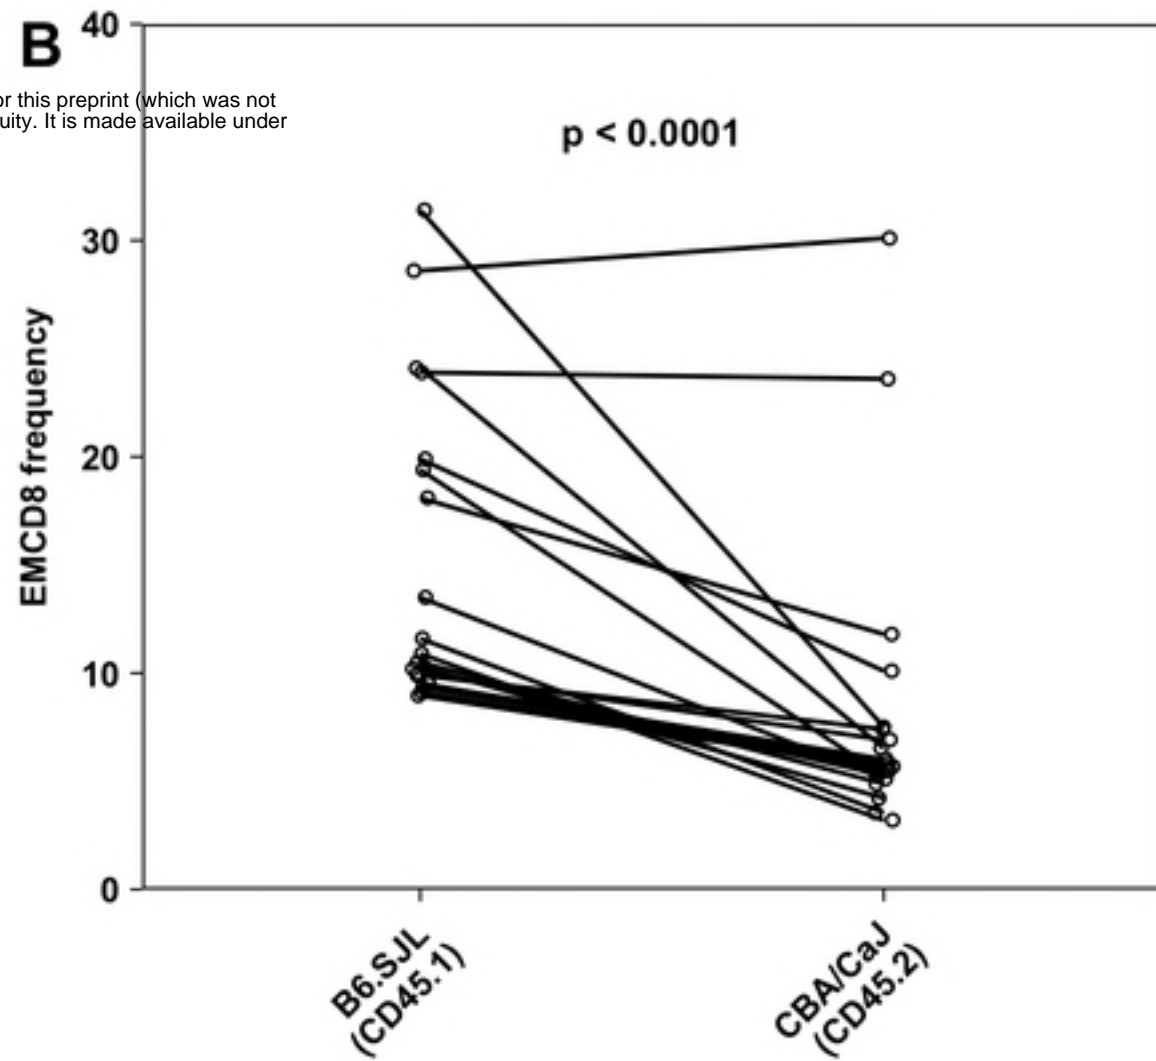 B
or this preprint (which was not
uity. It is made available under
p < 0.0001
EMCD8 frequency
40
30
20
10
0
B6.SJL
(CD45.1)
CBA/CaJ
(CD45.2)